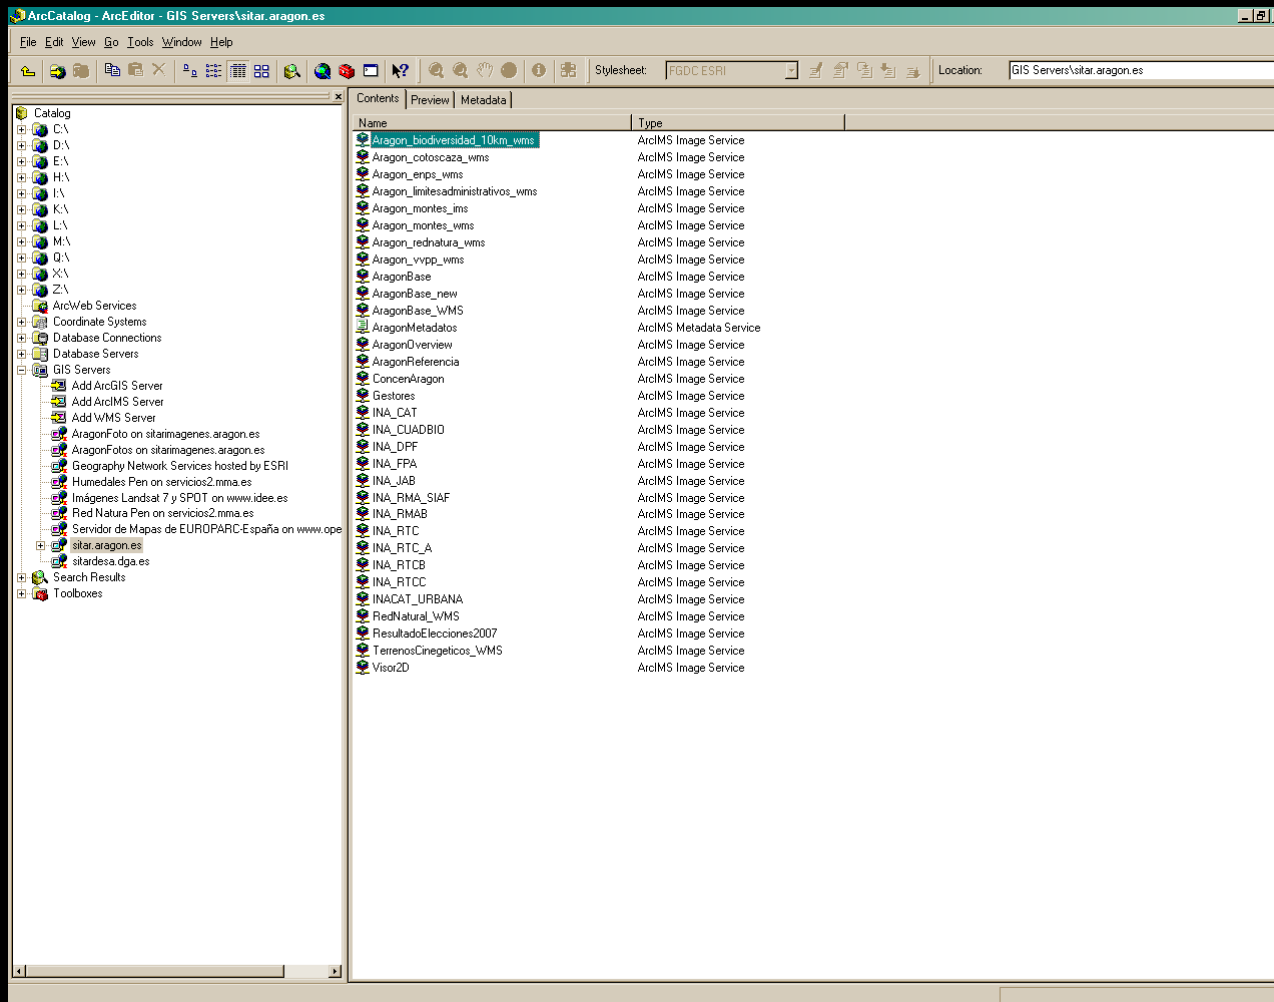 ArcCatalog - ArcEditor - GIS Servers\sitar.aragon.es
File Edit View Go Tools Window Help
Stylesheet: FGDC ESRI Location: GIS Servers\sitar.aragon.es
Contents Preview Metadata
Catalog
C:\
D:\
E:\
H:\
I:\
K:\
L:\
M:\
Q:\
X:\
Z:\
ArcWeb Services
Coordinate Systems
Database Connections
Database Servers
GIS Servers
Add ArcGIS Server
Add ArcIMS Server
Add WMS Server
AragonFoto on sitarimagenes.aragon.es
AragonFotos on sitarimagenes.aragon.es
Geography Network Services hosted by ESRI
Humedales Pen on servicios2.mma.es
Imágenes Landsat 7 y SPOT on www.idee.es
Red Natura Pen on servicios2.mma.es
Servidor de Mapas de EUROPARC-España on www.ope
sitar.aragon.es
sitardesa.dga.es
Search Results
Toolboxes
Name Type
Aragon_biodiversidad_10km_wms ArcIMS Image Service
Aragon_cotoscaza_wms ArcIMS Image Service
Aragon_enps_wms ArcIMS Image Service
Aragon_limitesadministrativos_wms ArcIMS Image Service
Aragon_montes_ims ArcIMS Image Service
Aragon_montes_wms ArcIMS Image Service
Aragon_rednatura_wms ArcIMS Image Service
Aragon_vvpp_wms ArcIMS Image Service
AragonBase ArcIMS Image Service
AragonBase_new ArcIMS Image Service
AragonBase_WMS ArcIMS Image Service
AragonMetadatos ArcIMS Metadata Service
AragonOverview ArcIMS Image Service
AragonReferencia ArcIMS Image Service
ConcenAragon ArcIMS Image Service
Gestores ArcIMS Image Service
INA_CAT ArcIMS Image Service
INA_CUADBIO ArcIMS Image Service
INA_DPF ArcIMS Image Service
INA_FPA ArcIMS Image Service
INA_JAB ArcIMS Image Service
INA_RMA_SIAF ArcIMS Image Service
INA_RMAB ArcIMS Image Service
INA_RTC ArcIMS Image Service
INA_RTC_A ArcIMS Image Service
INA_RTCB ArcIMS Image Service
INA_RTCC ArcIMS Image Service
INACAT_URBANA ArcIMS Image Service
RedNatural_WMS ArcIMS Image Service
ResultadoElecciones2007 ArcIMS Image Service
TerrenosCinegeticos_WMS ArcIMS Image Service
Visor2D ArcIMS Image Service